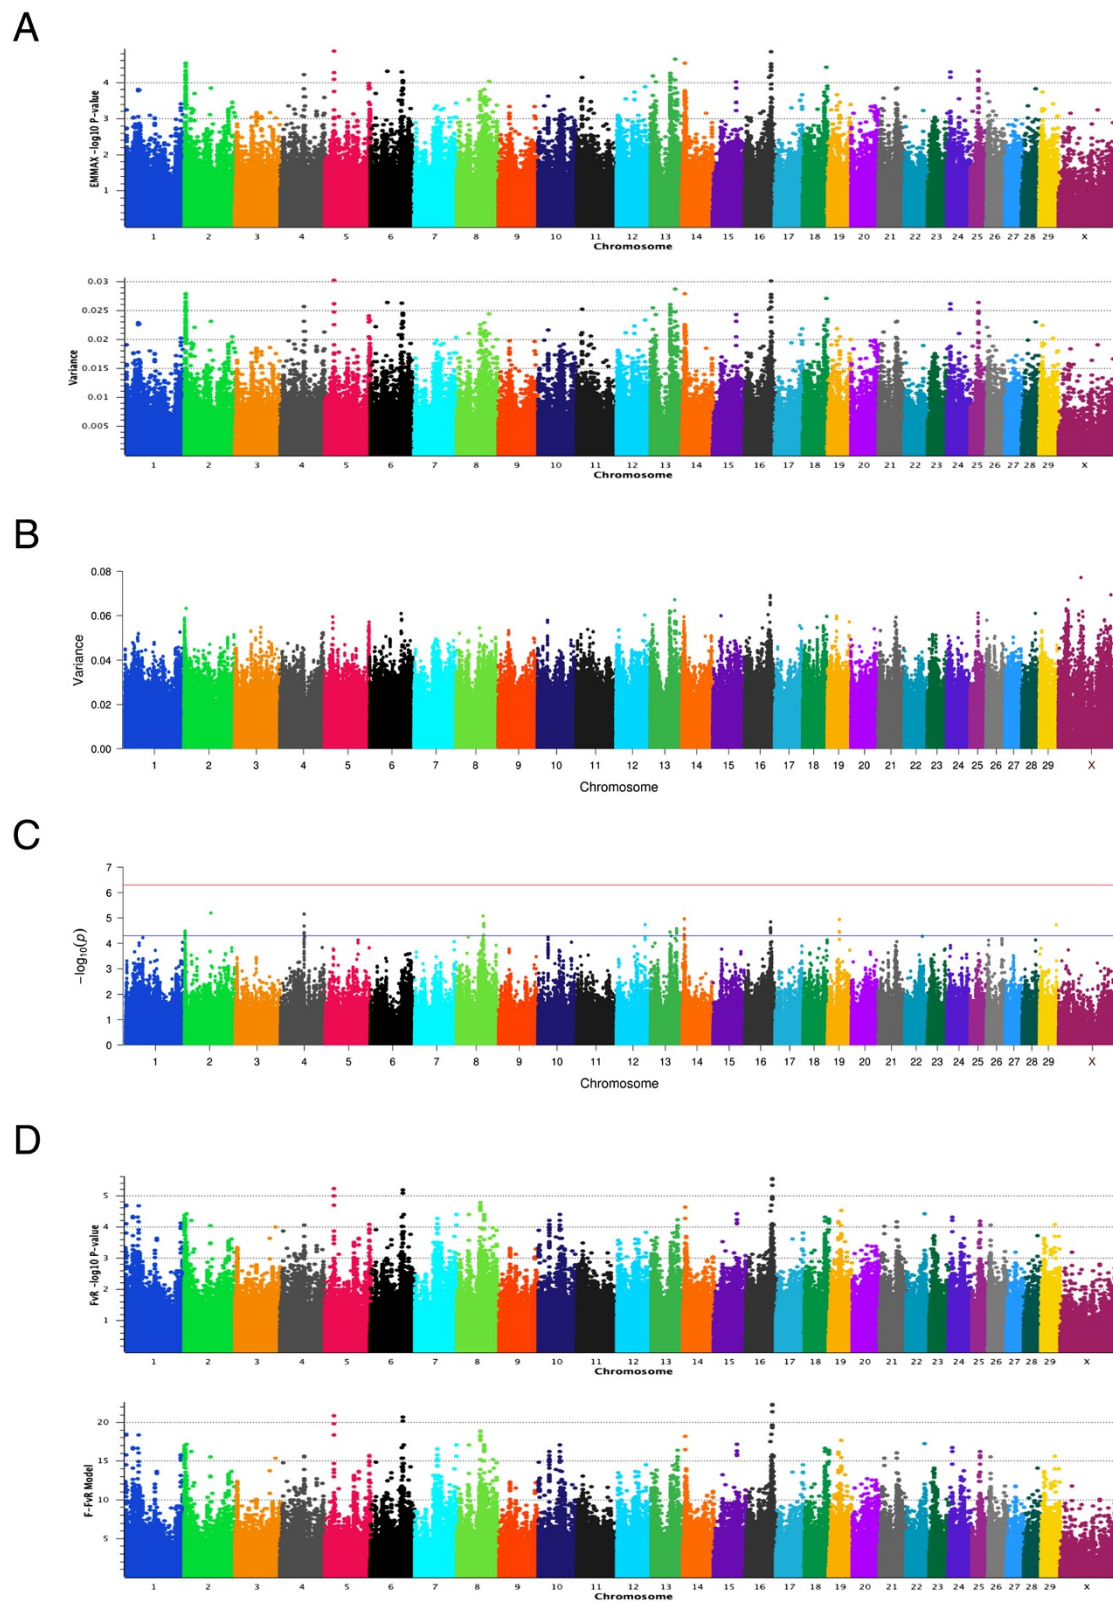 A
EMMAX -log10 P-value
4
3
2
1
1 2 3 4 5 6 7 8 9 10 11 12 13 14 15 16 17 18 19 20 21 22 23 24 25 26 27 28 29 x
Chromosome
Variance
0.03
0.025
0.02
0.015
0.01
0.005
1 2 3 4 5 6 7 8 9 10 11 12 13 14 15 16 17 18 19 20 21 22 23 24 25 26 27 28 29 x
Chromosome
B
Variance
0.08
0.06
0.04
0.02
0.00
1 2 3 4 5 6 7 8 9 10 11 12 13 14 15 16 17 18 19 20 21 22 23 24 25 26 27 28 29 X
Chromosome
C
−log₁₀(p)
7
6
5
4
3
2
1
0
1 2 3 4 5 6 7 8 9 10 11 12 13 14 15 16 17 18 19 20 21 22 23 24 25 26 27 28 29 X
Chromosome
D
FvR -log10 P-value
5
4
3
2
1
1 2 3 4 5 6 7 8 9 10 11 12 13 14 15 16 17 18 19 20 21 22 23 24 25 26 27 28 29 x
Chromosome
F-FvR Model
20
15
10
5
1 2 3 4 5 6 7 8 9 10 11 12 13 14 15 16 17 18 19 20 21 22 23 24 25 26 27 28 29 x
Chromosome